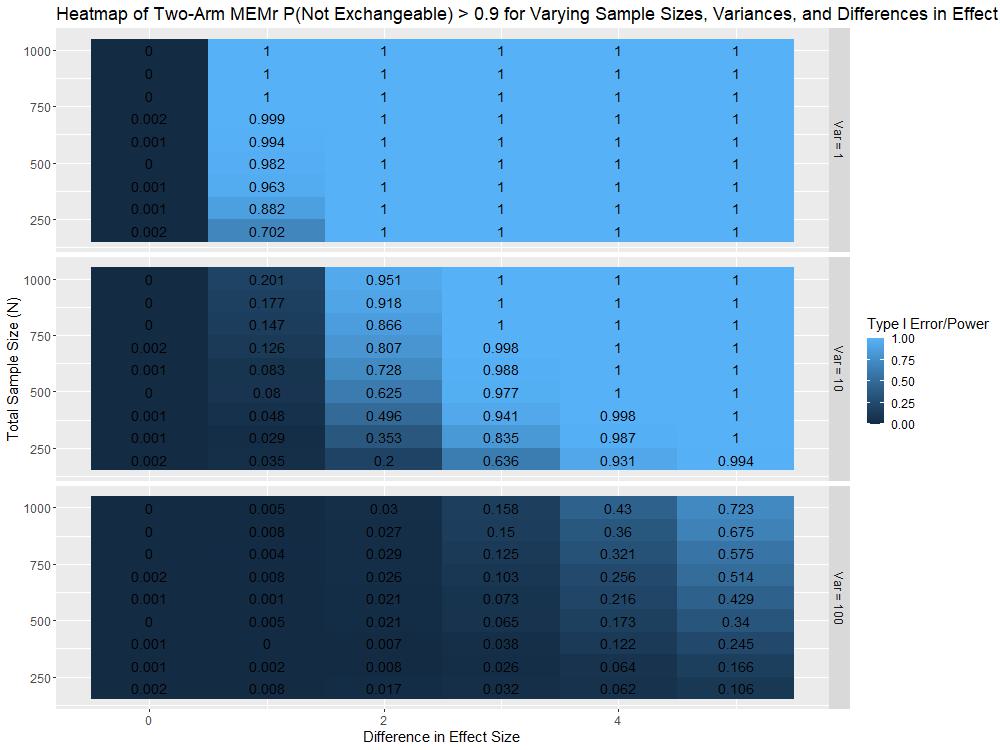 Heatmap of Two-Arm MEMr P(Not Exchangeable) > 0.9 for Varying Sample Sizes, Variances, and Differences in Effect
Total Sample Size (N)
1000 0 1 1 1 1 1
0 1 1 1 1 1
0 1 1 1 1 1
750
0.002 0.999 1 1 1 1
0.001 0.994 1 1 1 1
500 0 0.982 1 1 1 1
0.001 0.963 1 1 1 1
0.001 0.882 1 1 1 1
250
0.002 0.702 1 1 1 1
Var = 1
1000 0 0.201 0.951 1 1 1
0 0.177 0.918 1 1 1
0 0.147 0.866 1 1 1
750
0.002 0.126 0.807 0.998 1 1
0.001 0.083 0.728 0.988 1 1
500 0 0.08 0.625 0.977 1 1
0.001 0.048 0.496 0.941 0.998 1
0.001 0.029 0.353 0.835 0.987 1
250
0.002 0.035 0.2 0.636 0.931 0.994
Var = 10
1000 0 0.005 0.03 0.158 0.43 0.723
0 0.008 0.027 0.15 0.36 0.675
0 0.004 0.029 0.125 0.321 0.575
750
0.002 0.008 0.026 0.103 0.256 0.514
0.001 0.001 0.021 0.073 0.216 0.429
500 0 0.005 0.021 0.065 0.173 0.34
0.001 0 0.007 0.038 0.122 0.245
0.001 0.002 0.008 0.026 0.064 0.166
250
0.002 0.008 0.017 0.032 0.062 0.106
Var = 100
0 2 4
Difference in Effect Size
Type I Error/Power
1.00
0.75
0.50
0.25
0.00